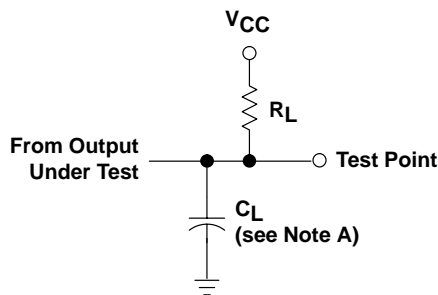 VCC
RL
From Output
Under Test
Test Point
CL
(see Note A)